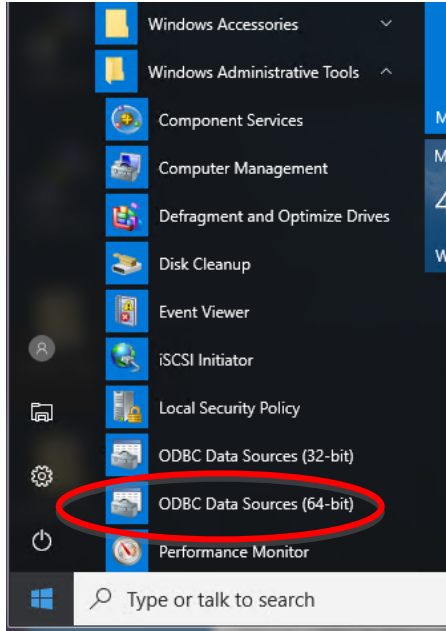 Windows Accessories
Windows Administrative Tools
Component Services
Computer Management
Defragment and Optimize Drives
Disk Cleanup
Event Viewer
iSCSI Initiator
Local Security Policy
ODBC Data Sources (32-bit)
ODBC Data Sources (64-bit)
Performance Monitor
Type or talk to search